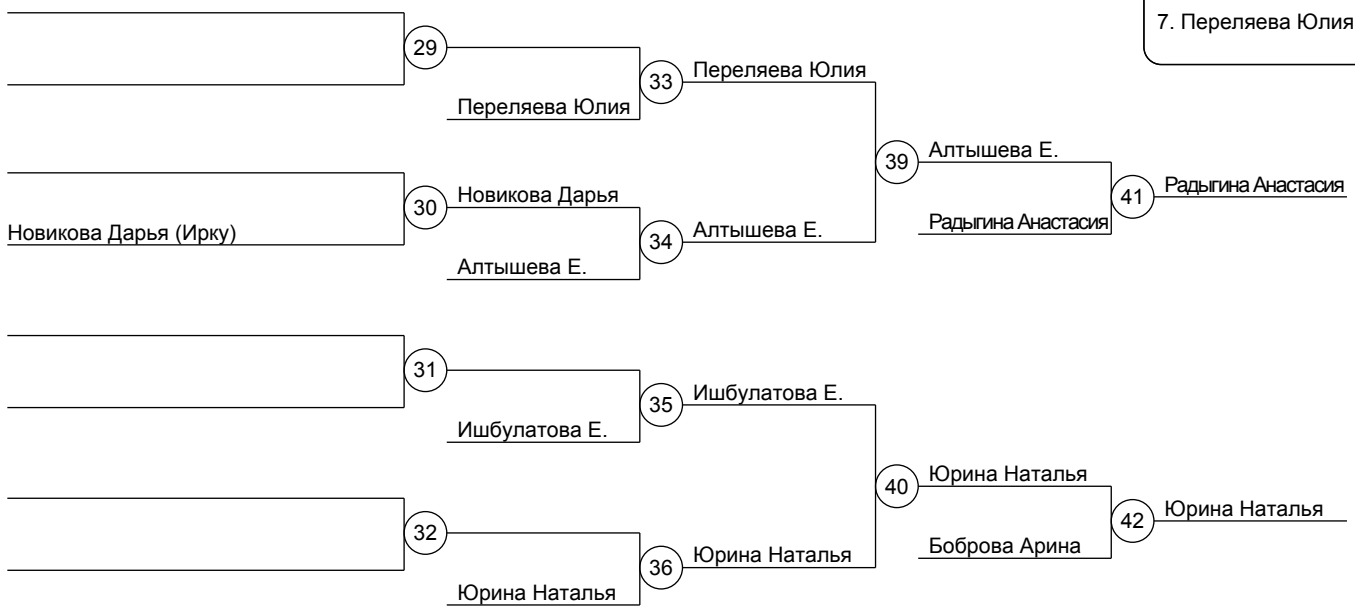 7. Переляева Юлия
29
33
Переляева Юлия
Переляева Юлия
39
Алтышева Е.
41
Радыгина Анастасия
30
Новикова Дарья
Новикова Дарья (Ирку)
34
Алтышева Е.
Радыгина Анастасия
Алтышева Е.
31
35
Ишбулатова Е.
Ишбулатова Е.
40
Юрина Наталья
42
Юрина Наталья
32
36
Юрина Наталья
Боброва Арина
Юрина Наталья